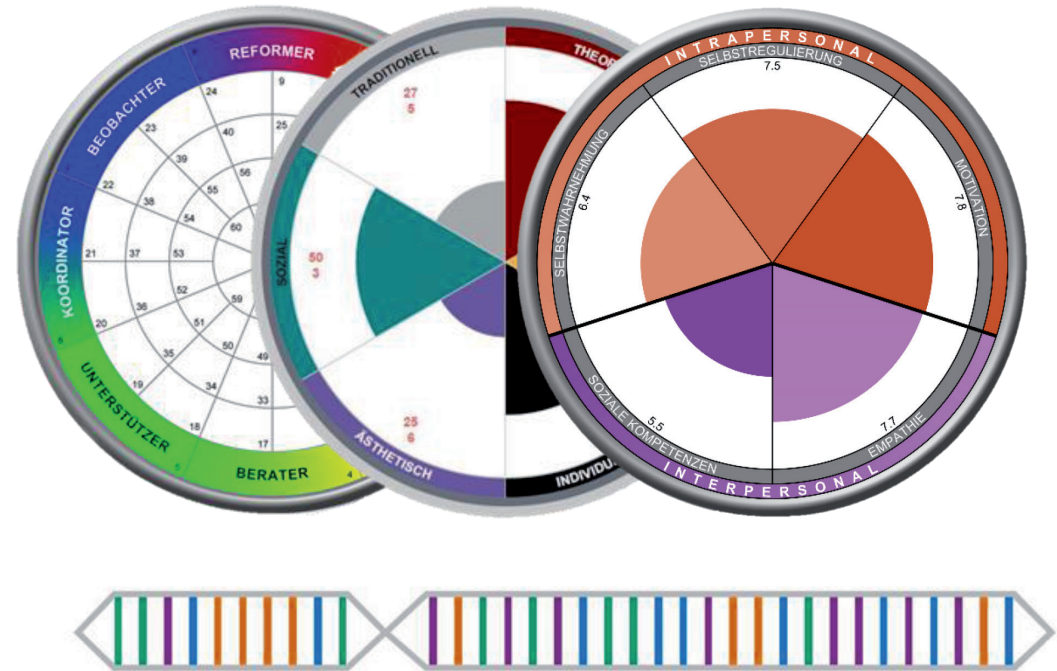 REFORMER
BEOBACHTER
KOORDINATOR
UNTERSTÜTZER
BERATER
9
24
25
23
40
39
56
22
38
55
54
60
21
37
53
52
59
36
51
50
20
35
49
19
34
33
18
17
6
5
4
TRADITIONELL
27
5
SOZIAL
50
3
ÄSTHETISCH
25
6
THEOR
INDIVIDU
INTRAPERSONAL
SELBSTREGULIERUNG
7.5
SELBSTWAHRNEHMUNG
6.4
MOTIVATION
7.8
SOZIALE KOMPETENZEN
5.5
EMPATHIE
7.7
INTERPERSONAL